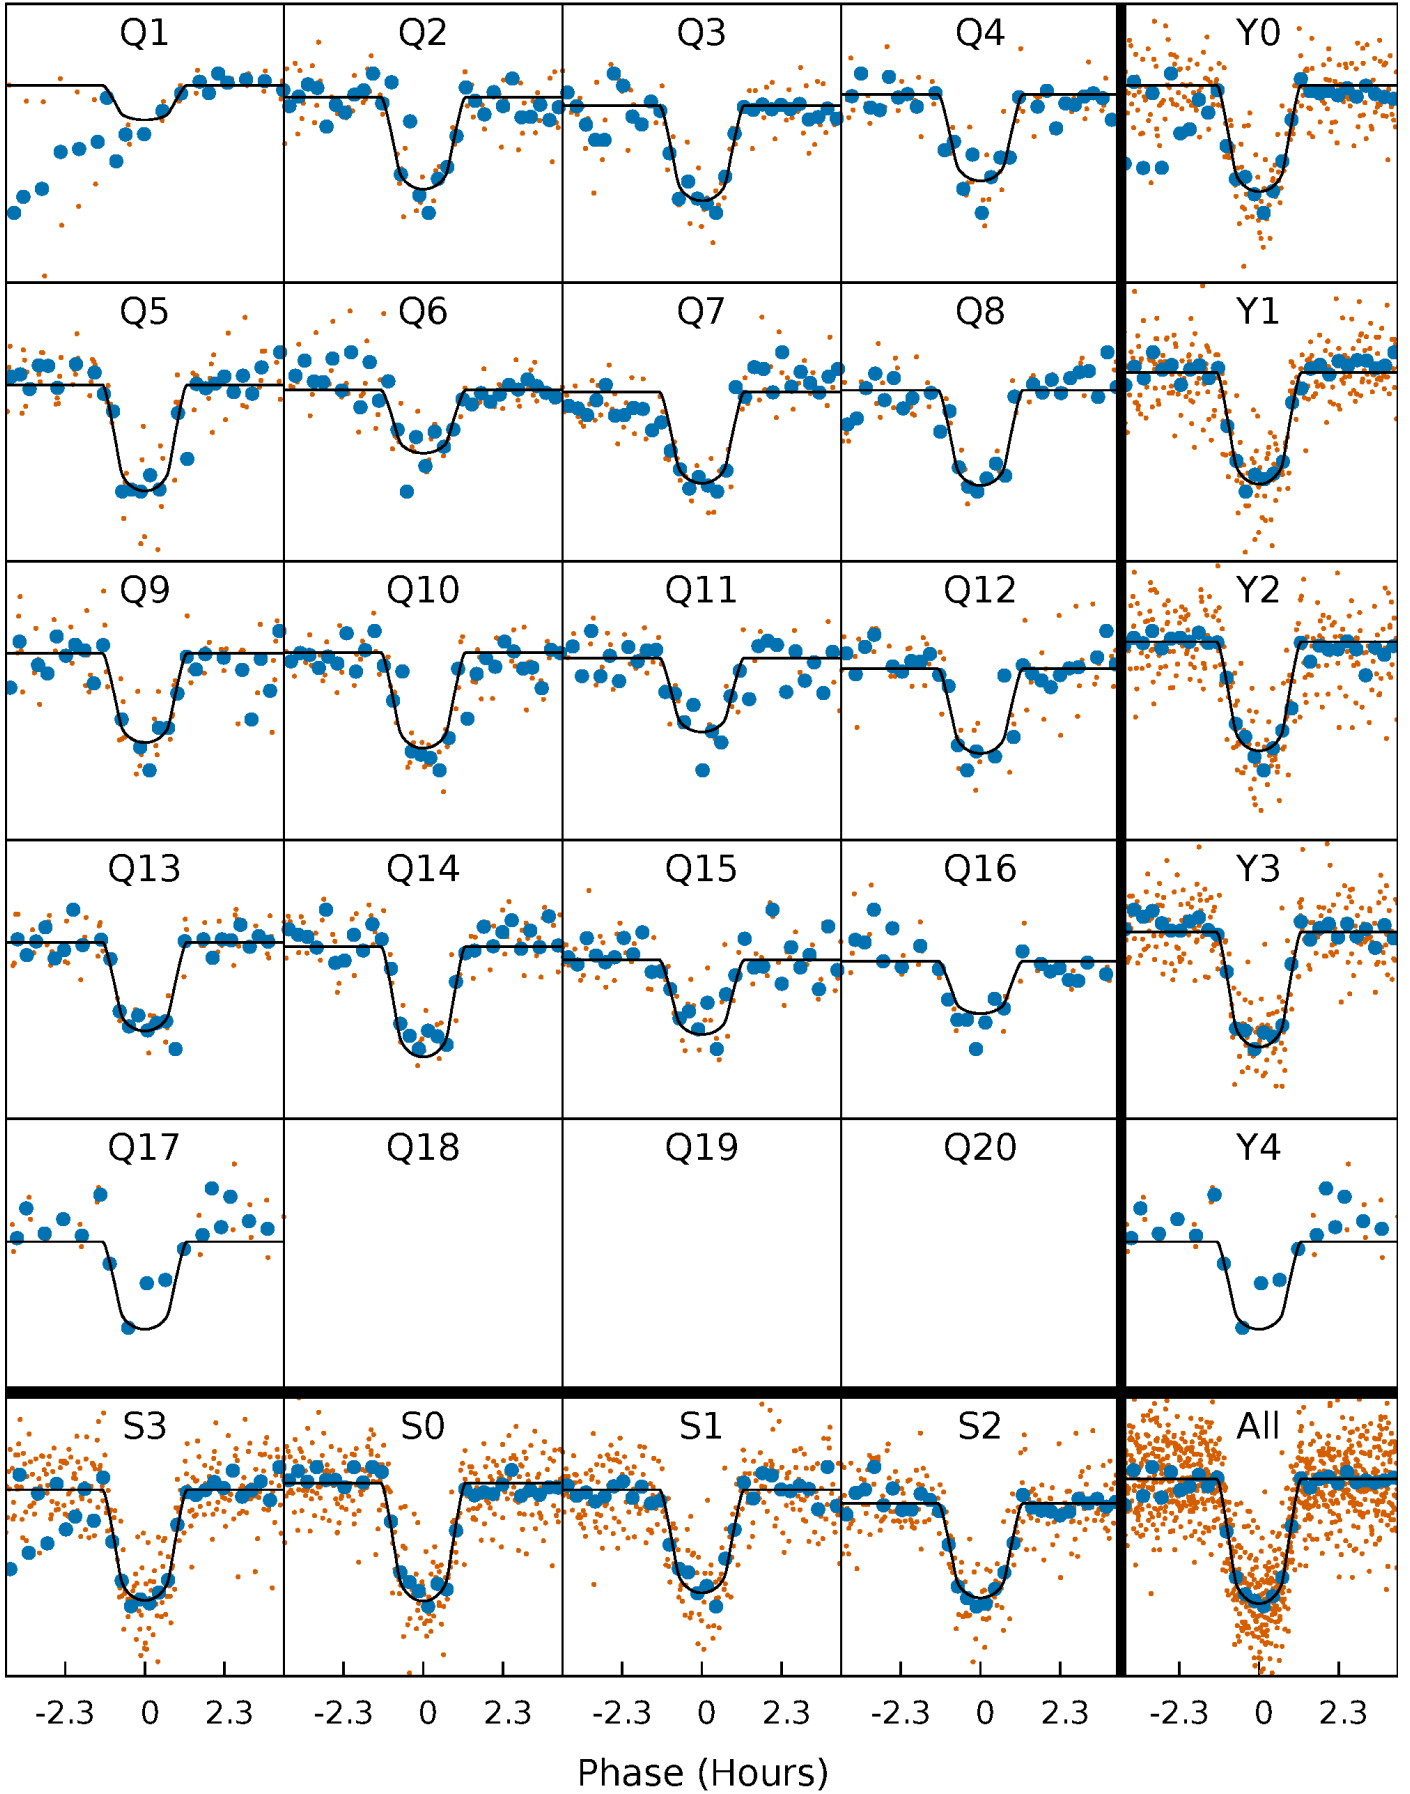 Q1 Q2 Q3 Q4 Y0
Q5 Q6 Q7 Q8 Y1
Q9 Q10 Q11 Q12 Y2
Q13 Q14 Q15 Q16 Y3
Q17 Q18 Q19 Q20 Y4
S3 S0 S1 S2 All
-2.3 0 2.3 -2.3 0 2.3 -2.3 0 2.3 -2.3 0 2.3 -2.3 0 2.3
Phase (Hours)